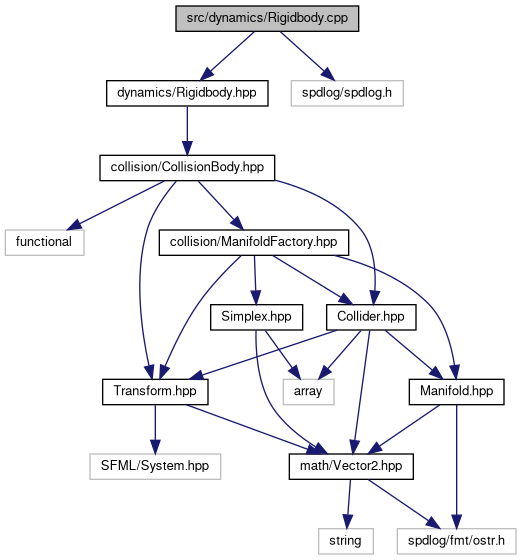 src/dynamics/Rigidbody.cpp
dynamics/Rigidbody.hpp
spdlog/spdlog.h
collision/CollisionBody.hpp
functional
collision/ManifoldFactory.hpp
Simplex.hpp
Collider.hpp
Transform.hpp
array
Manifold.hpp
SFML/System.hpp
math/Vector2.hpp
string
spdlog/fmt/ostr.h